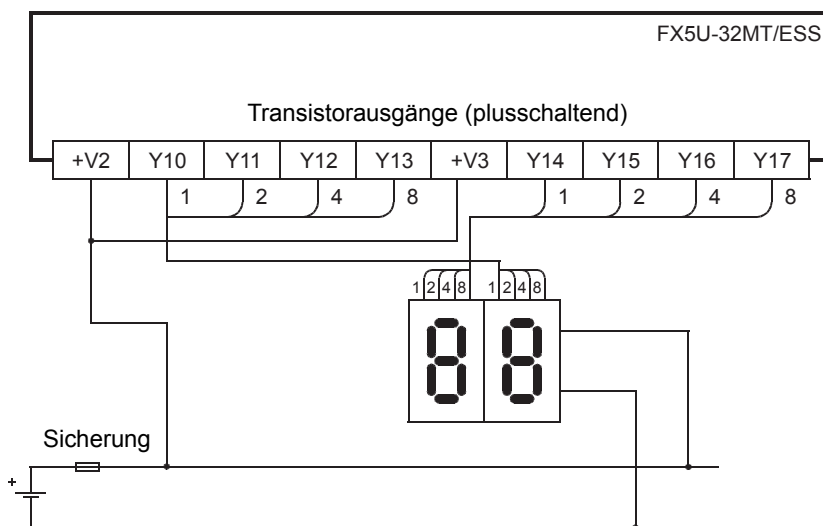 FX5U-32MT/ESS
Transistorausgänge (plusschaltend)
+V2 Y10 Y11 Y12 Y13 +V3 Y14 Y15 Y16 Y17
1 2 4 8 1 2 4 8
1 2 4 8 1 2 4 8
Sicherung
+